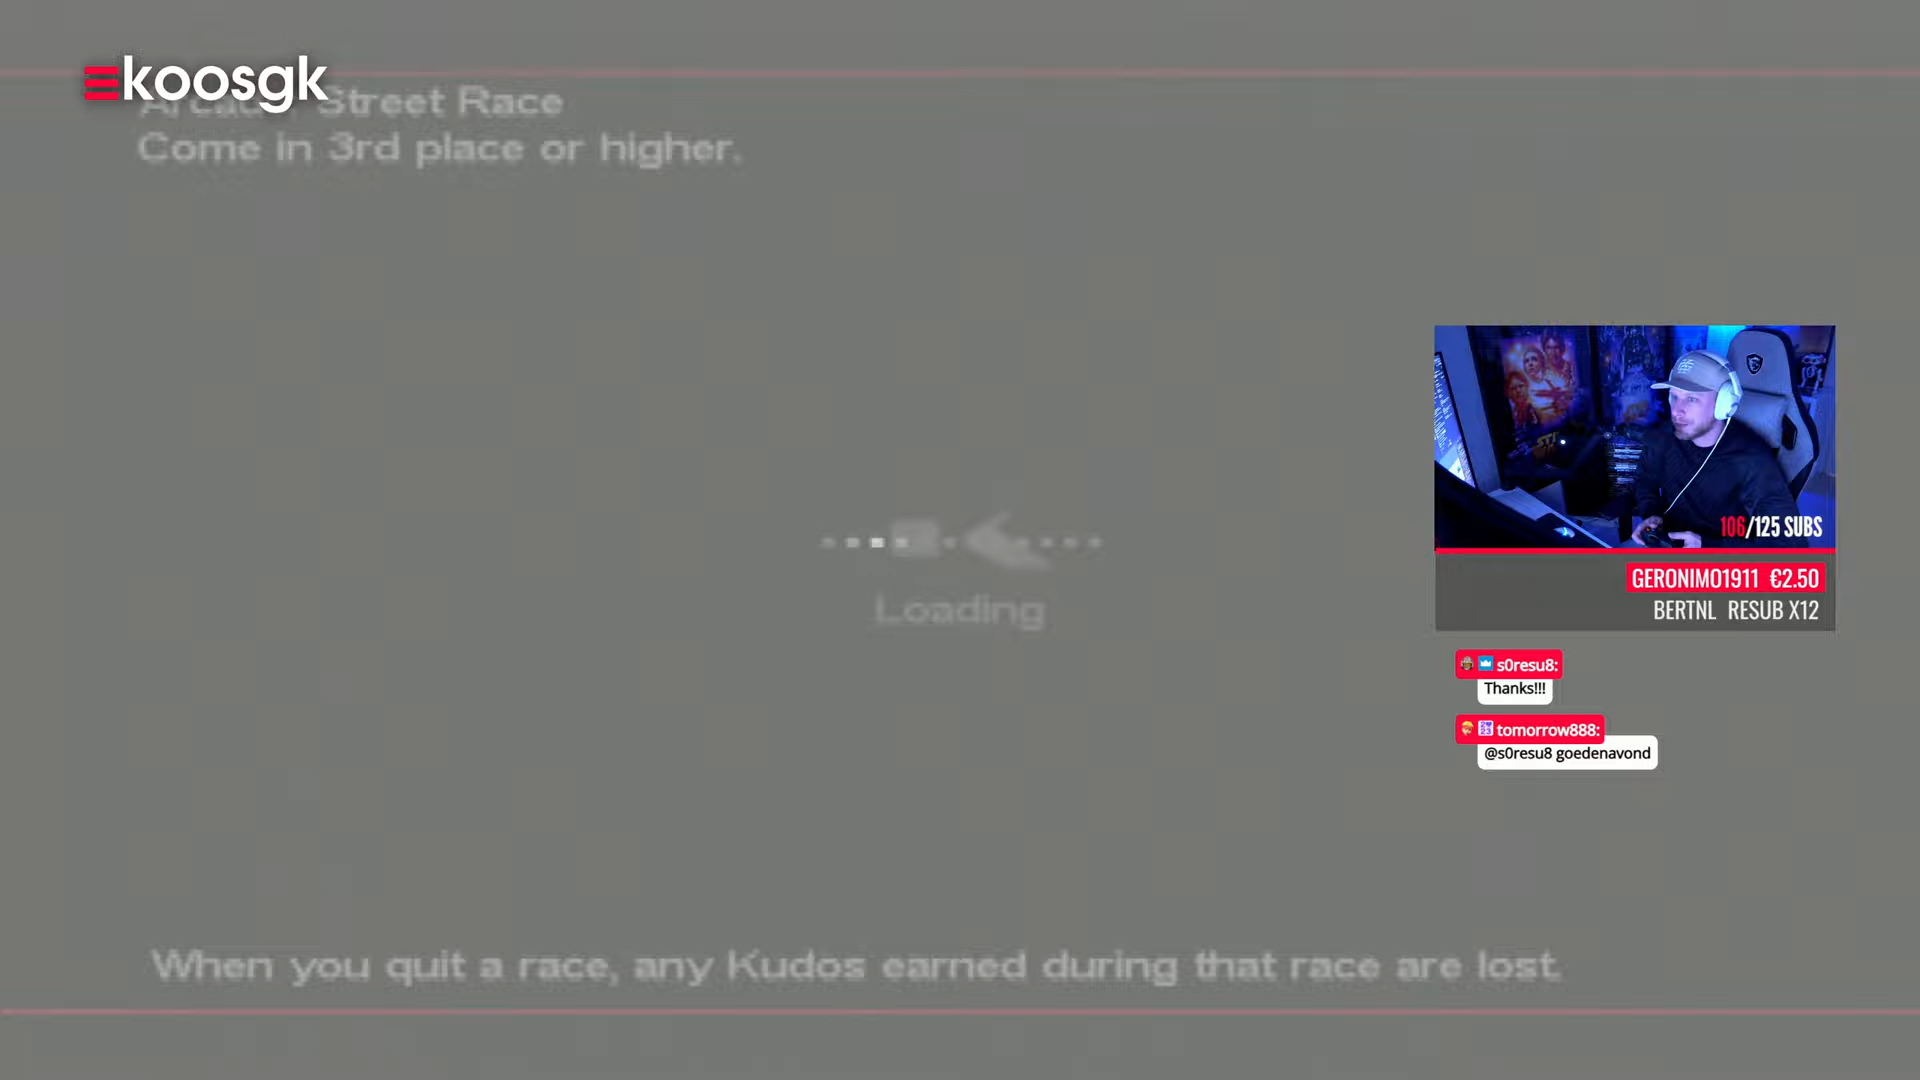 koosgk
Arcade: Street Race
Come in 3rd place or higher.
Loading
106/125 SUBS
GERONIMO1911 €2.50
BERTNL RESUB X12
s0resu8:
Thanks!!!
tomorrow888:
@s0resu8 goedenavond
When you quit a race, any Kudos earned during that race are lost.